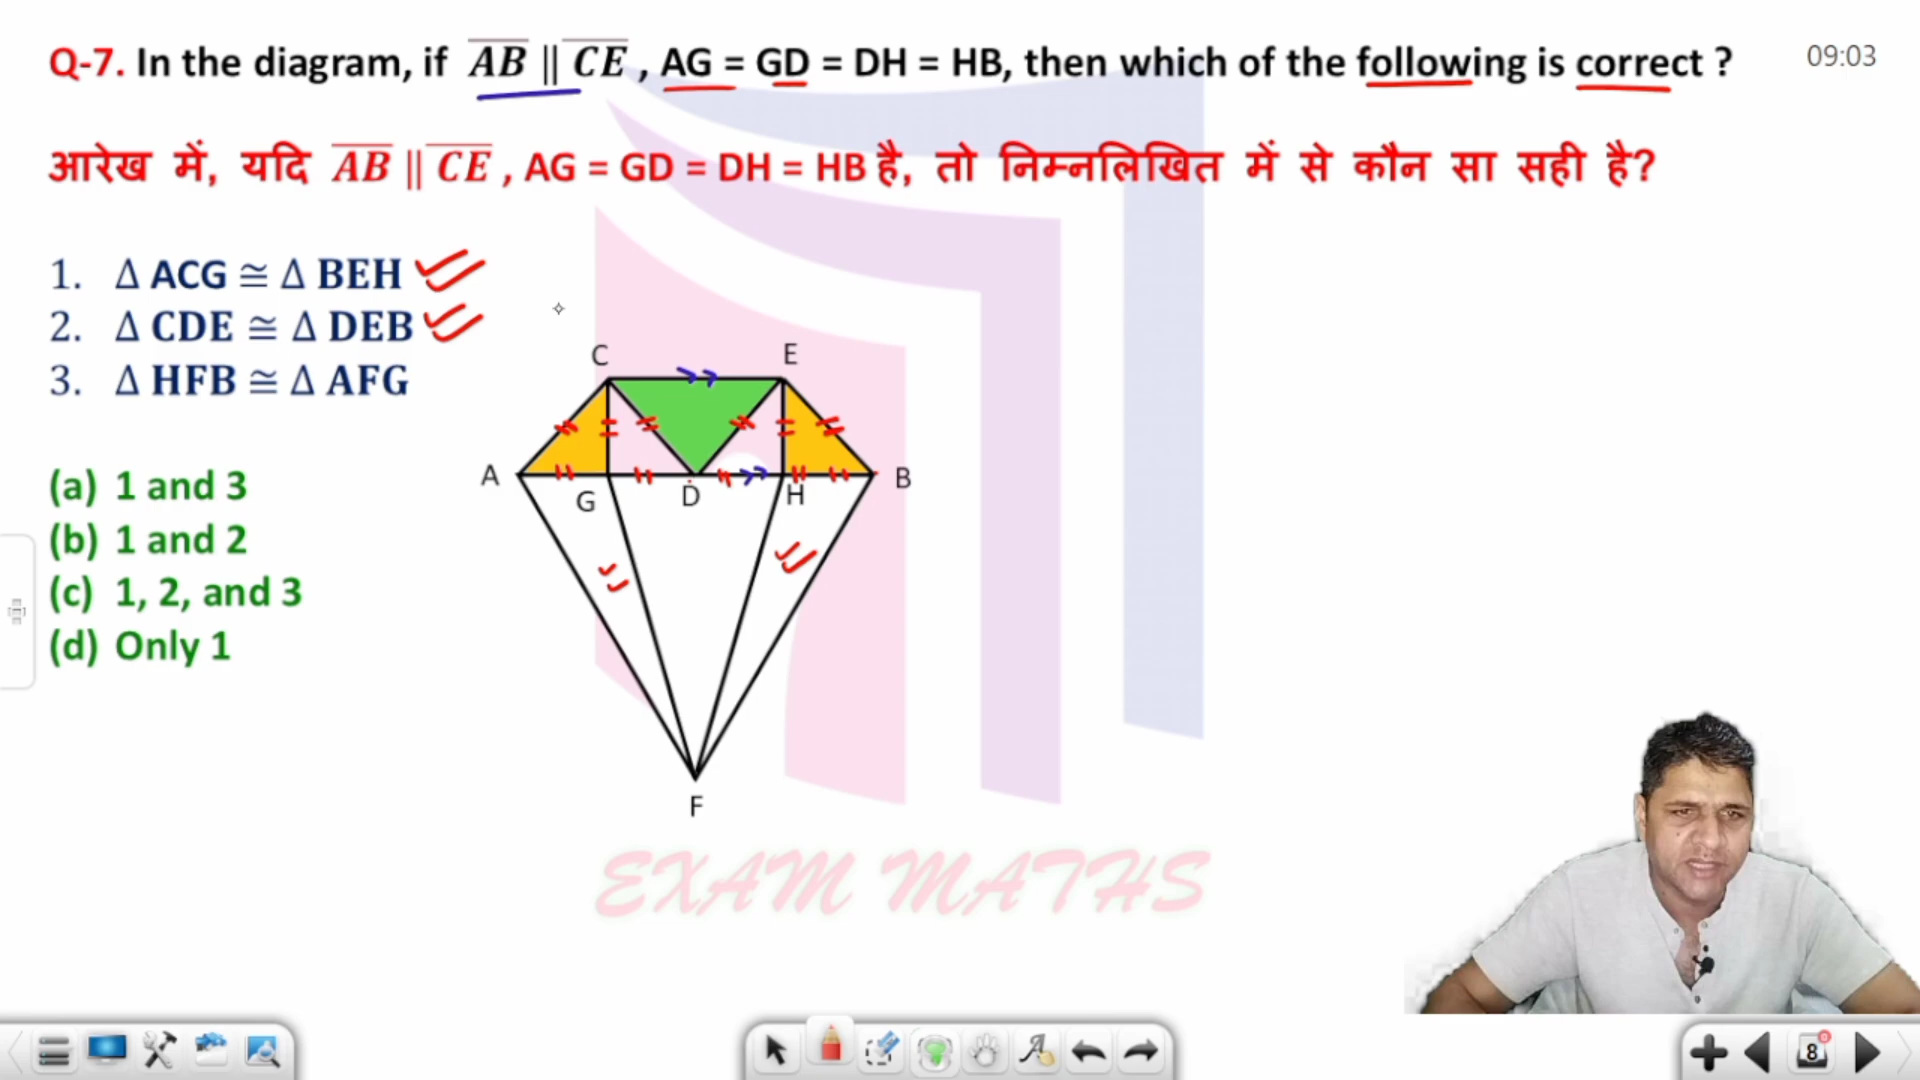 Q-7. In the diagram, if AB || CE , AG = GD = DH = HB, then which of the following is correct ?
09:03
आरेख में, यदि AB || CE , AG = GD = DH = HB है, तो निम्नलिखित में से कौन सा सही है?
1. Δ ACG ≅ Δ BEH
2. Δ CDE ≅ Δ DEB
3. Δ HFB ≅ Δ AFG
(a) 1 and 3
(b) 1 and 2
(c) 1, 2, and 3
(d) Only 1
C E
A B
G D H
F
EXAM MATHS
8